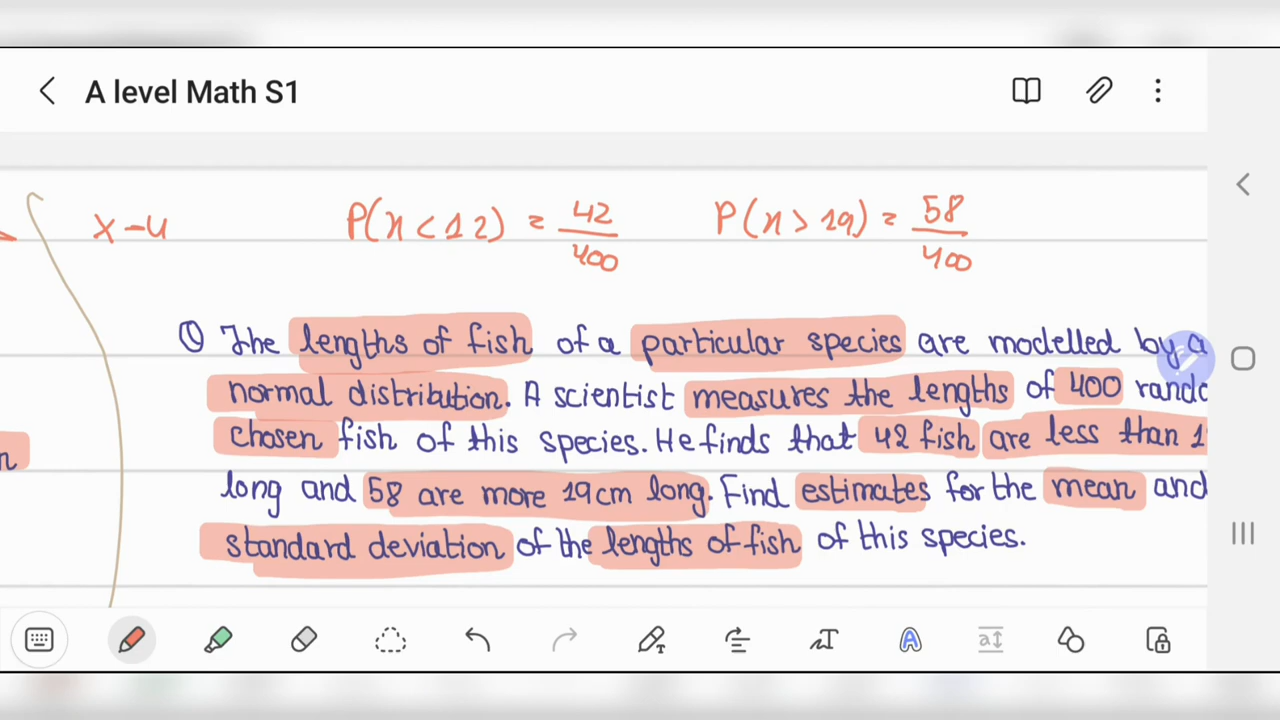 A level Math S1
x-u P(x<12) = 42/400 P(x>19) = 58/400
① The lengths of fish of a particular species are modelled by a
normal distribution. A scientist measures the lengths of 400
chosen fish of this species. He finds that 42 fish are less than
long and 58 are more 19cm long. Find estimates for the mean and
standard deviation of the lengths of fish of this species.